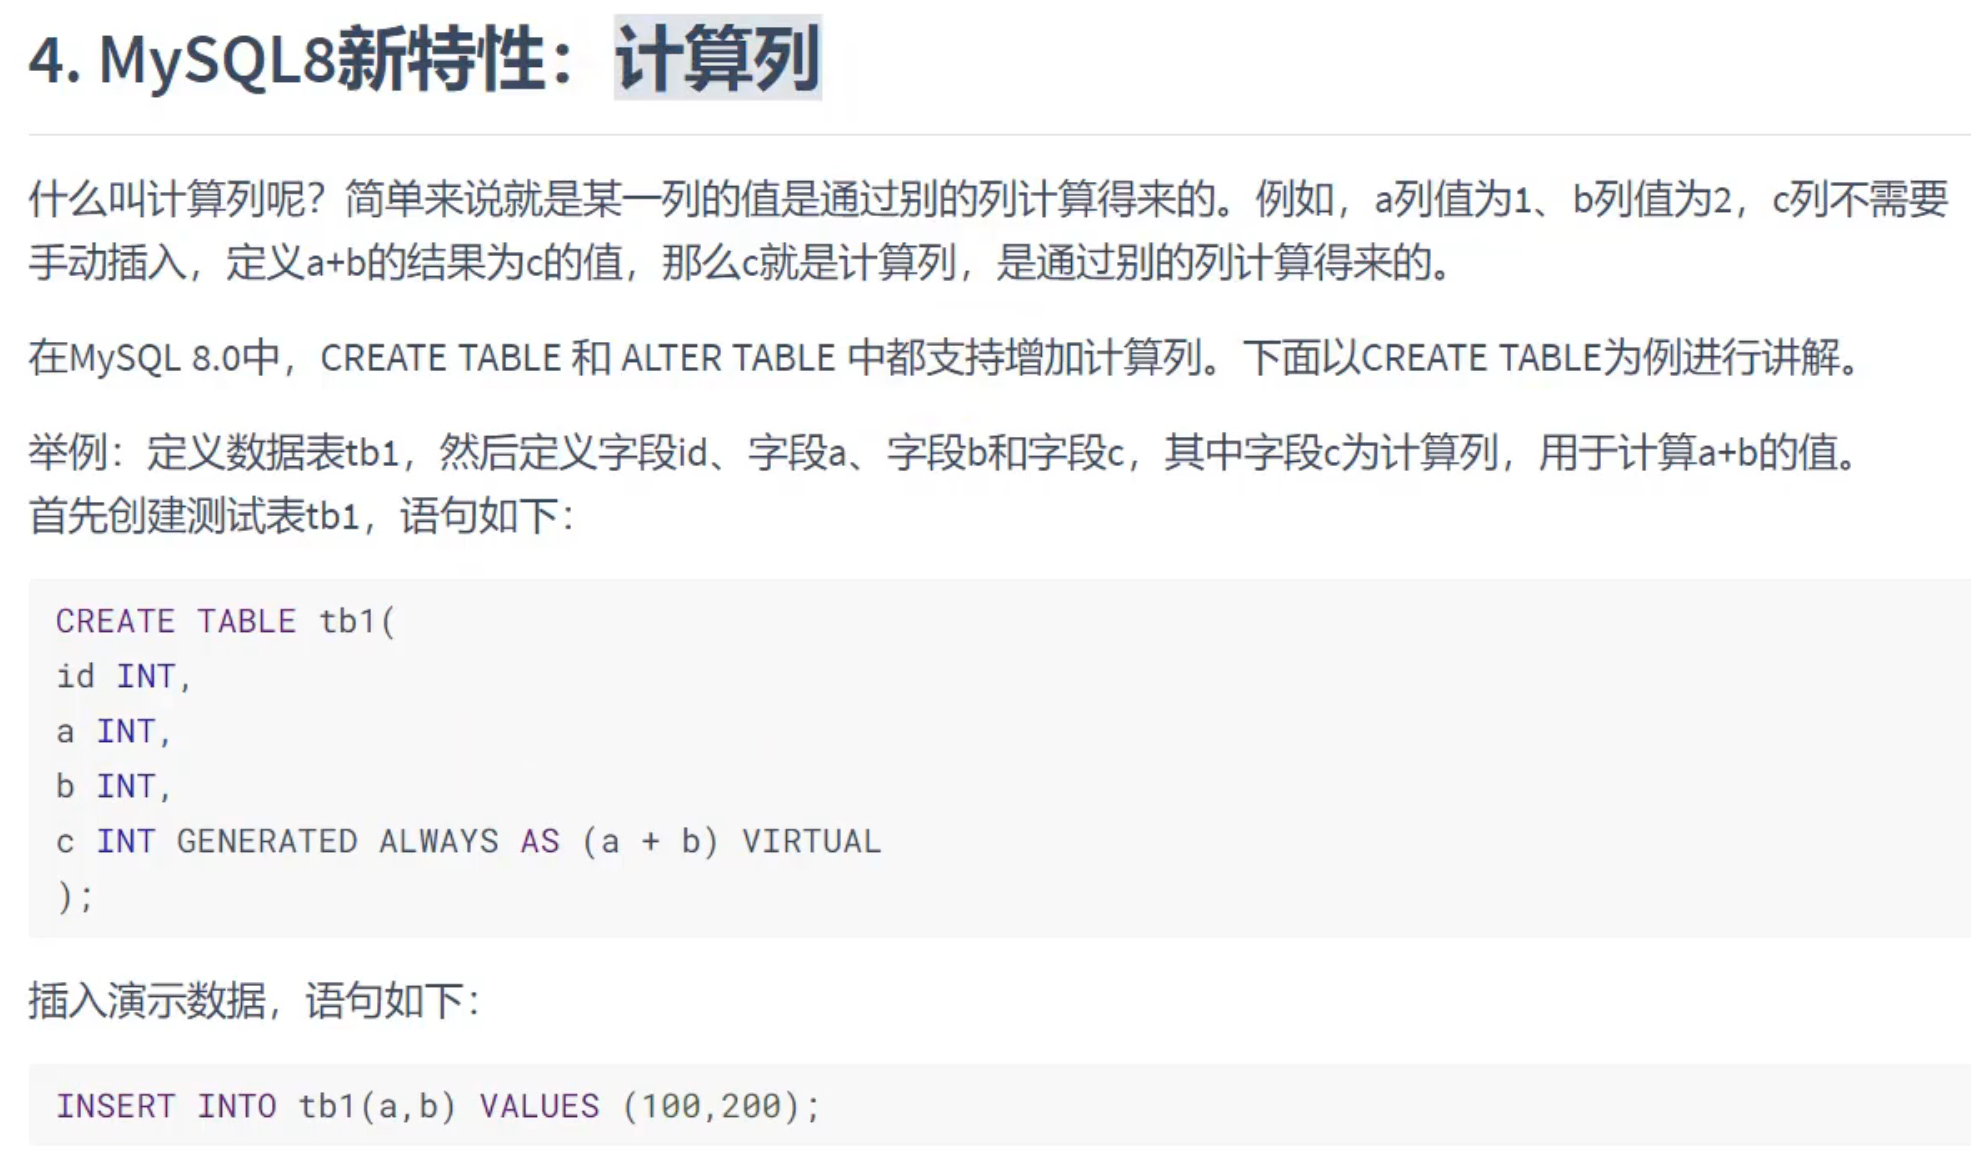 4. MySQL8新特性：计算列
什么叫计算列呢？简单来说就是某一列的值是通过别的列计算得来的。例如，a列值为1、b列值为2，c列不需要
手动插入，定义a+b的结果为c的值，那么c就是计算列，是通过别的列计算得来的。
在MySQL 8.0中，CREATE TABLE 和 ALTER TABLE 中都支持增加计算列。下面以CREATE TABLE为例进行讲解。
举例：定义数据表tb1，然后定义字段id、字段a、字段b和字段c，其中字段c为计算列，用于计算a+b的值。
首先创建测试表tb1，语句如下：
CREATE TABLE tb1(
id INT,
a INT,
b INT,
c INT GENERATED ALWAYS AS (a + b) VIRTUAL
);
插入演示数据，语句如下：
INSERT INTO tb1(a,b) VALUES (100,200);